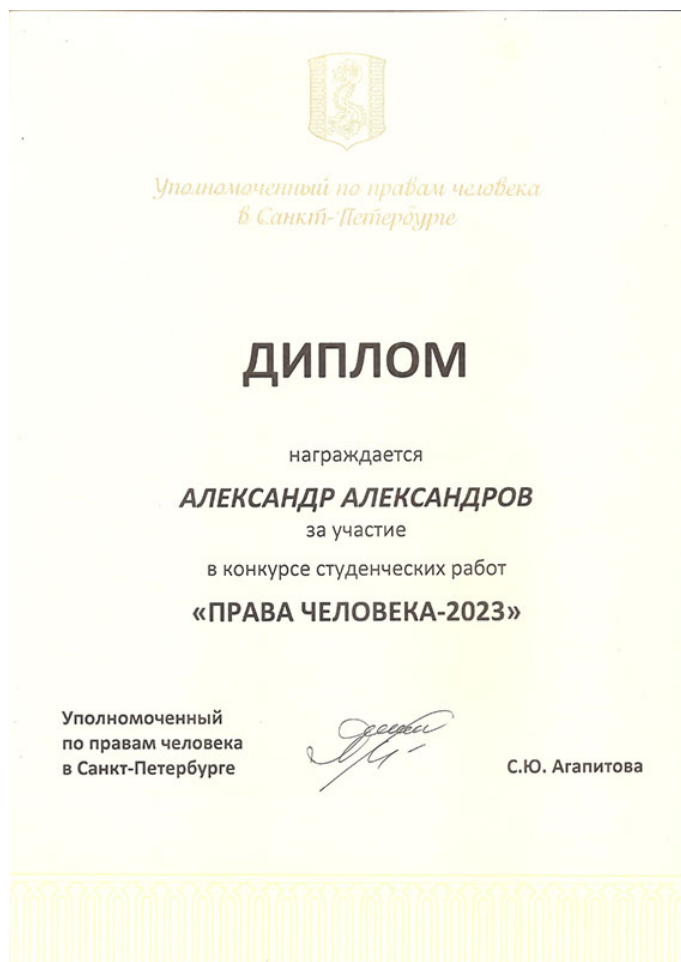 Уполномоченный по правам человека
в Санкт-Петербурге
ДИПЛОМ
награждается
АЛЕКСАНДР АЛЕКСАНДРОВ
за участие
в конкурсе студенческих работ
«ПРАВА ЧЕЛОВЕКА-2023»
Уполномоченный
по правам человека
в Санкт-Петербурге
С.Ю. Агапитова